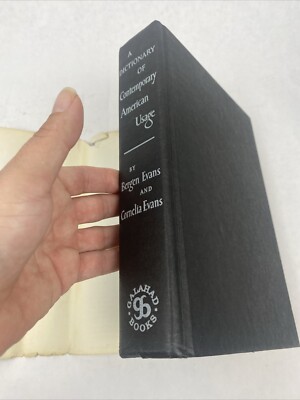 A
DICTIONARY
OF
Contemporary
American
Usage
BY
Bergen Evans
AND
Cornelia Evans
GALAHAD
BOOKS